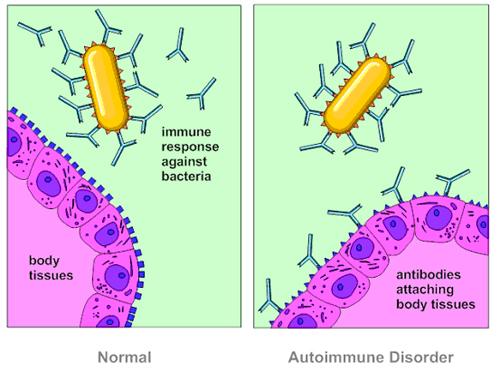 immune
response
against
bacteria
body
tissues
antibodies
attaching
body tissues
Normal
Autoimmune Disorder